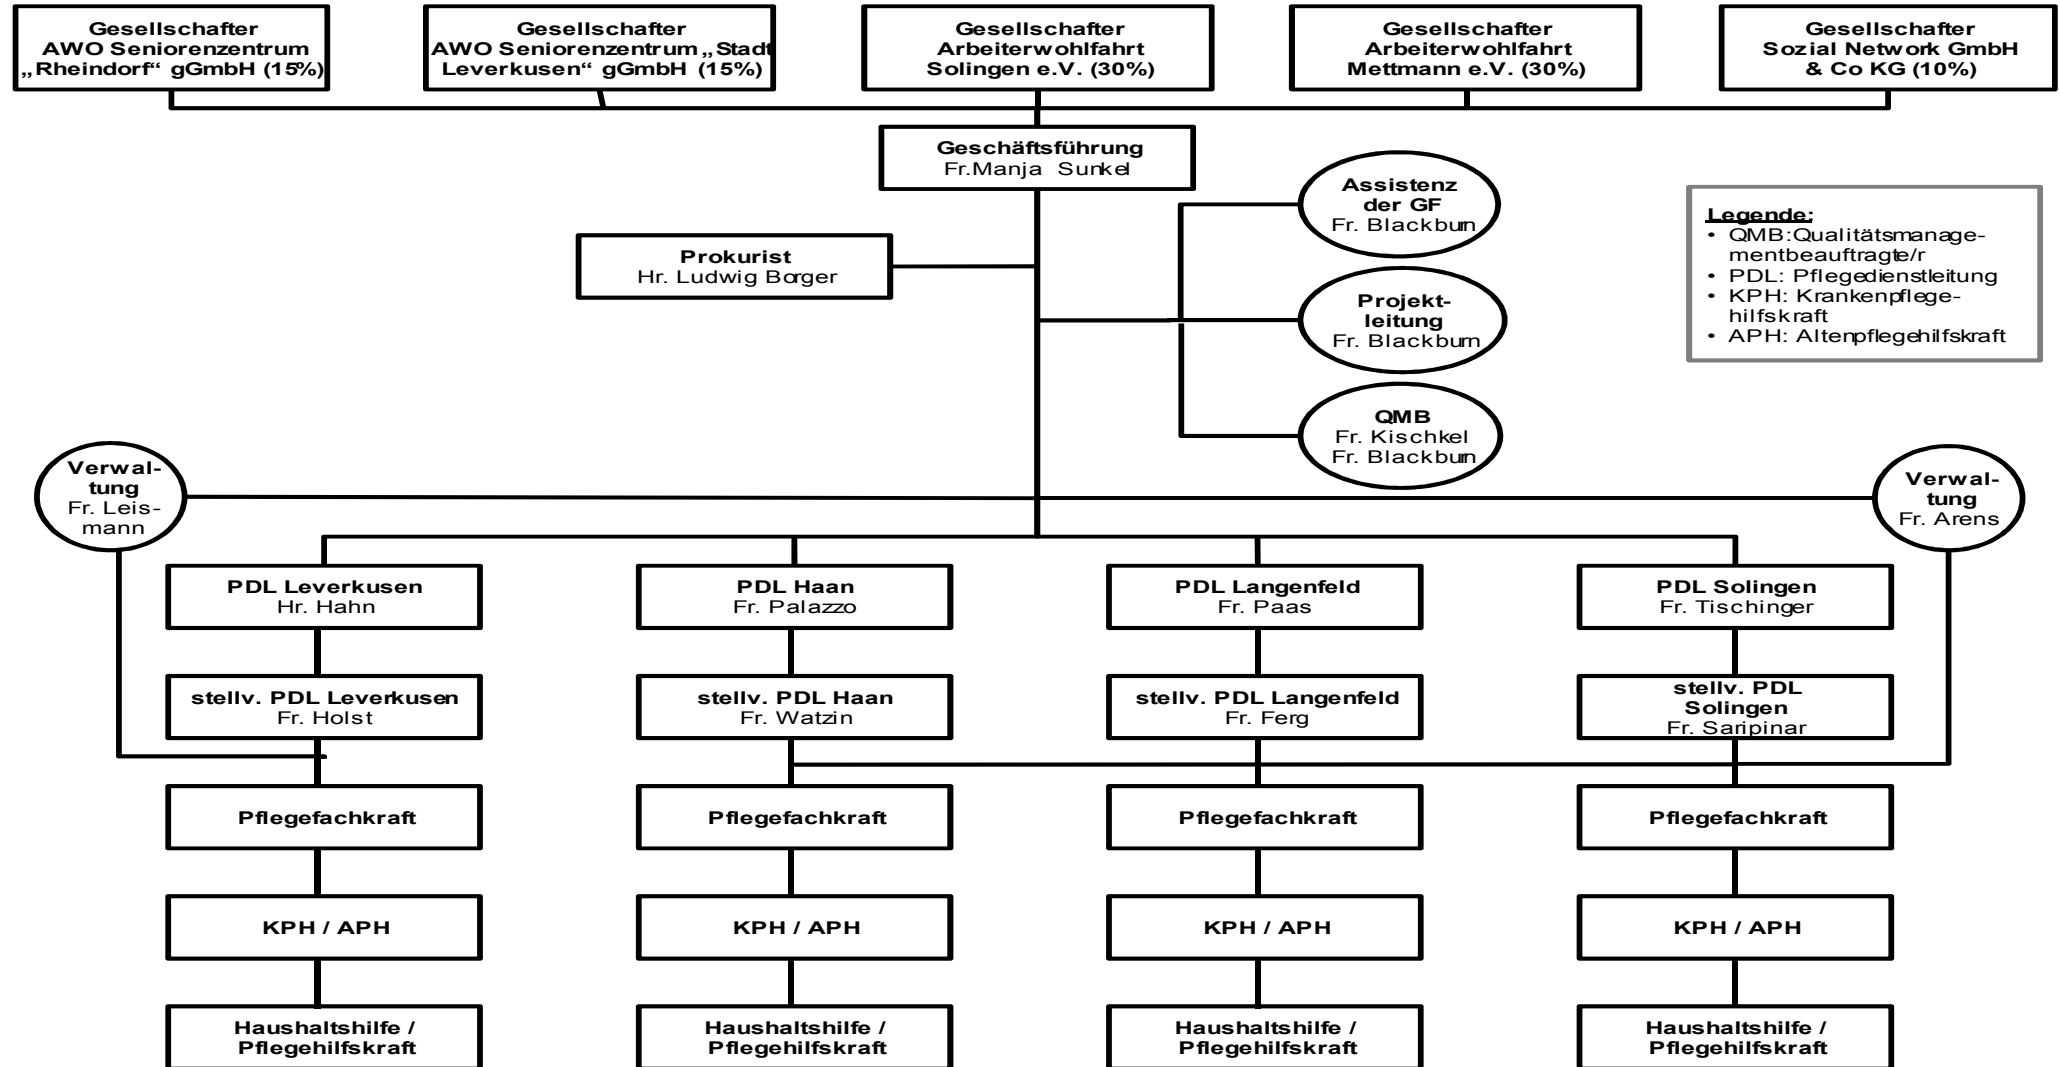 Gesellschafter
AWO Seniorenzentrum
„Rheindorf“ gGmbH (15%)
Gesellschafter
AWO Seniorenzentrum „Stadt
Leverkusen“ gGmbH (15%)
Gesellschafter
Arbeiterwohlfahrt
Solingen e.V. (30%)
Gesellschafter
Arbeiterwohlfahrt
Mettmann e.V. (30%)
Gesellschafter
Sozial Network GmbH
& Co KG (10%)
Geschäftsführung
Fr.Manja Sunkel
Assistenz
der GF
Fr. Blackburn
Prokurist
Hr. Ludwig Borger
Projekt-
leitung
Fr. Blackburn
QMB
Fr. Kischkel
Fr. Blackburn
Legende:
• QMB:Qualitätsmanage-
mentbeauftragte/r
• PDL: Pflegedienstleitung
• KPH: Krankenpflege-
hilfskraft
• APH: Altenpflegehilfskraft
Verwal-
tung
Fr. Leis-
mann
Verwal-
tung
Fr. Arens
PDL Leverkusen
Hr. Hahn
PDL Haan
Fr. Palazzo
PDL Langenfeld
Fr. Paas
PDL Solingen
Fr. Tischinger
stellv. PDL Leverkusen
Fr. Holst
stellv. PDL Haan
Fr. Watzin
stellv. PDL Langenfeld
Fr. Ferg
stellv. PDL
Solingen
Fr. Saripinar
Pflegefachkraft
Pflegefachkraft
Pflegefachkraft
Pflegefachkraft
KPH / APH
KPH / APH
KPH / APH
KPH / APH
Haushaltshilfe /
Pflegehilfskraft
Haushaltshilfe /
Pflegehilfskraft
Haushaltshilfe /
Pflegehilfskraft
Haushaltshilfe /
Pflegehilfskraft